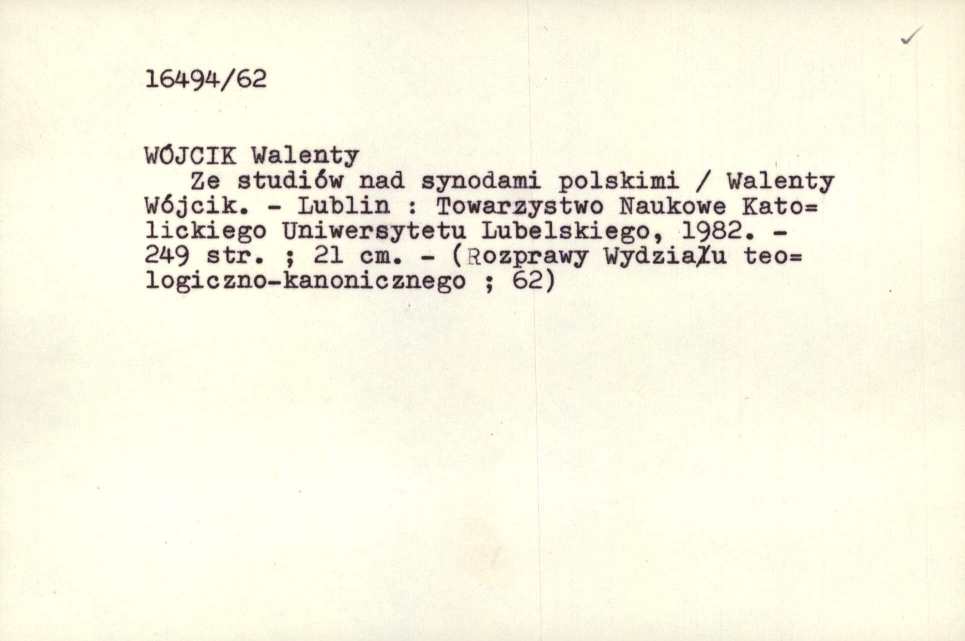 16494/62
WÓJCIK Walenty
Ze studiów nad synodami polskimi / Walenty
Wójcik. - Lublin : Towarzystwo Naukowe Kato=
lickiego Uniwersytetu Lubelskiego, 1982. -
249 str. ; 21 cm. - (Rozprawy Wydziału teo=
logiczno-kanonicznego ; 62)